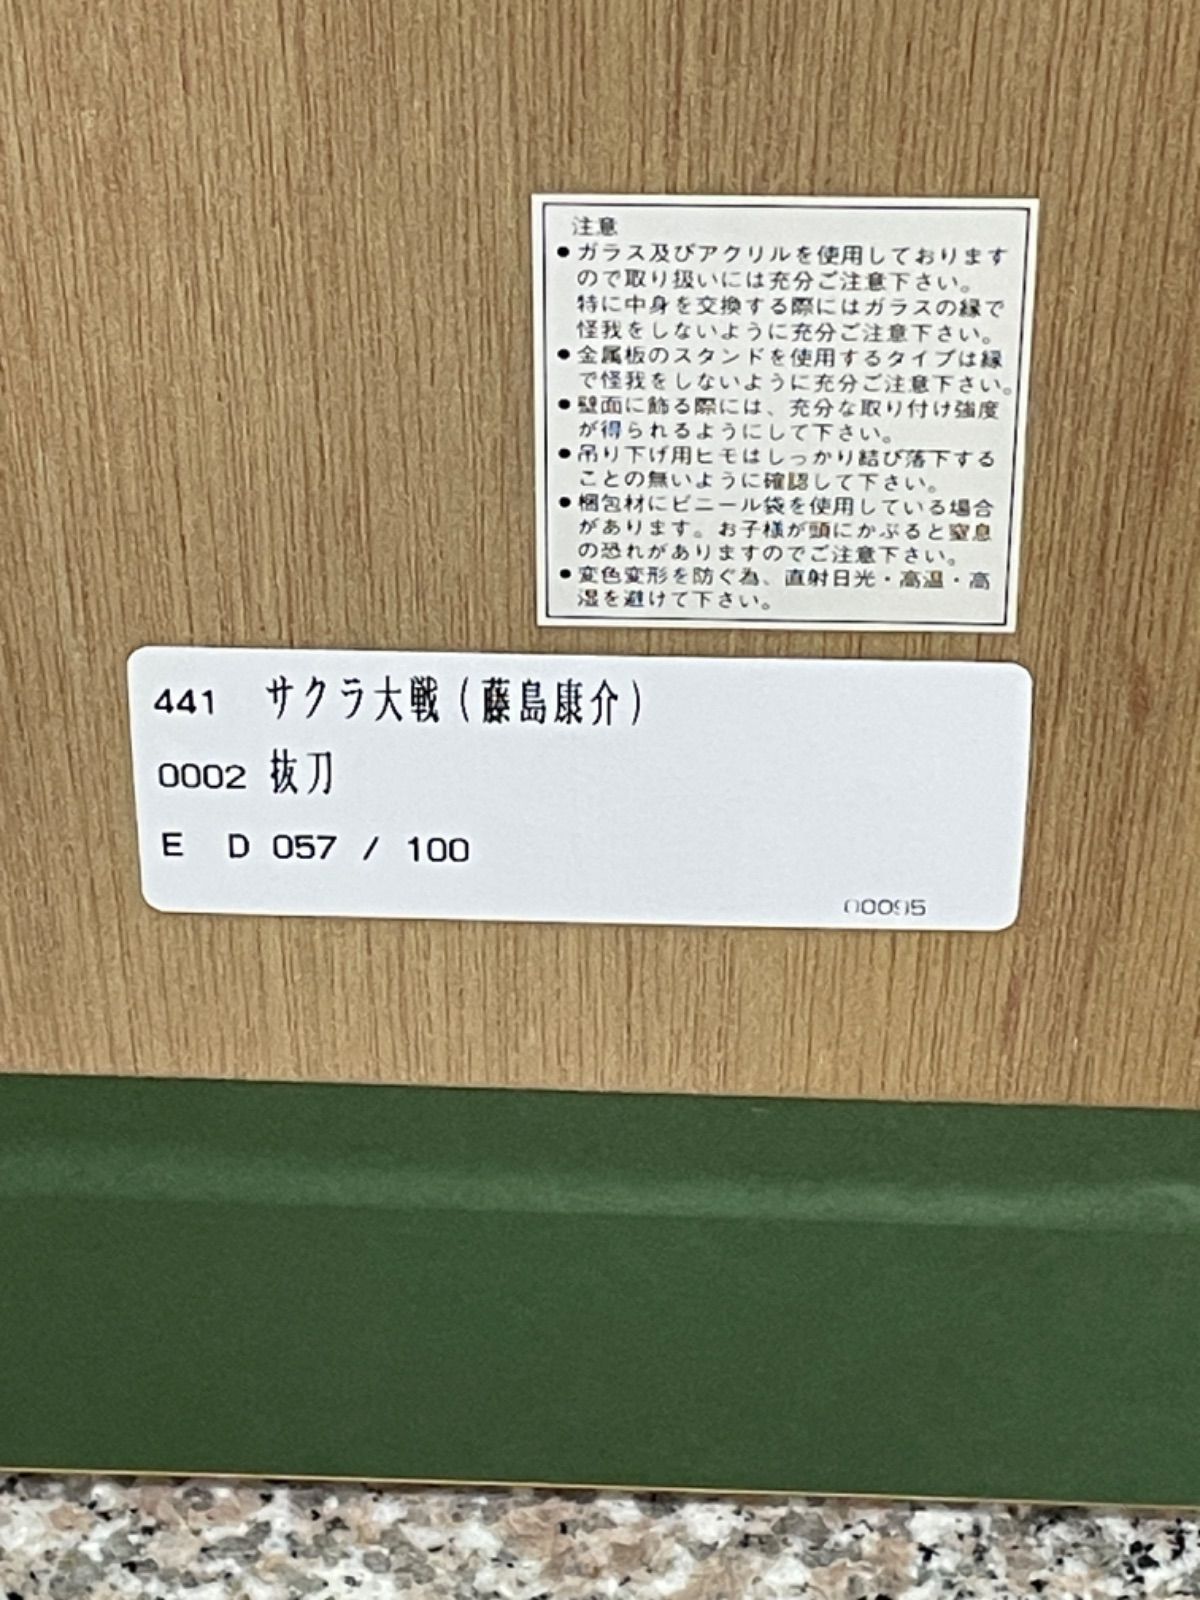 注意
●ガラス及びアクリルを使用しております
ので取り扱いには充分ご注意下さい。
特に中身を交換する際にはガラスの縁で
怪我をしないように充分ご注意下さい。
●金属板のスタンドを使用するタイプは縁
で怪我をしないように充分ご注意下さい。
●壁面に飾る際には、充分な取り付け強度
が得られるようにして下さい。
●吊り下げ用ヒモはしっかり結び落下する
ことの無いように確認して下さい。
●梱包材にビニール袋を使用している場合
があります。お子様が頭にかぶると窒息
の恐れがありますのでご注意下さい。
●変色変形を防ぐ為、直射日光・高温・高
湿を避けて下さい。
441 サクラ大戦(藤島康介)
0002 抜刀
E D 057 / 100
00095